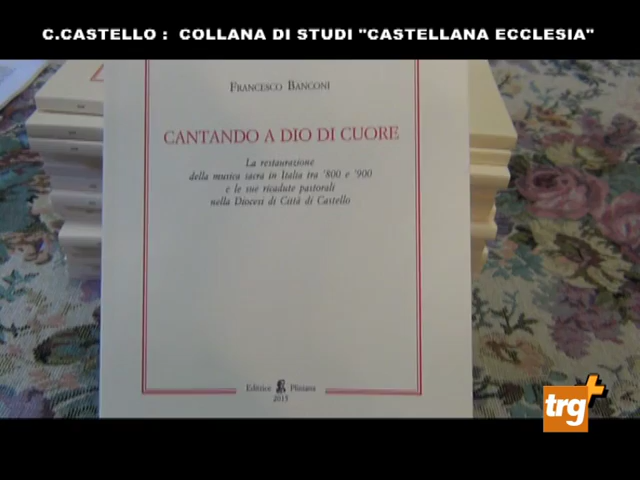 C.CASTELLO : COLLANA DI STUDI "CASTELLANA ECCLESIA"
FRANCESCO BANCONI
CANTANDO A DIO DI CUORE
La restaurazione
della musica sacra in Italia tra '800 e '900
e le sue ricadute pastorali
nella Diocesi di Città di Castello
Editrice Pliniana
2015
trg+